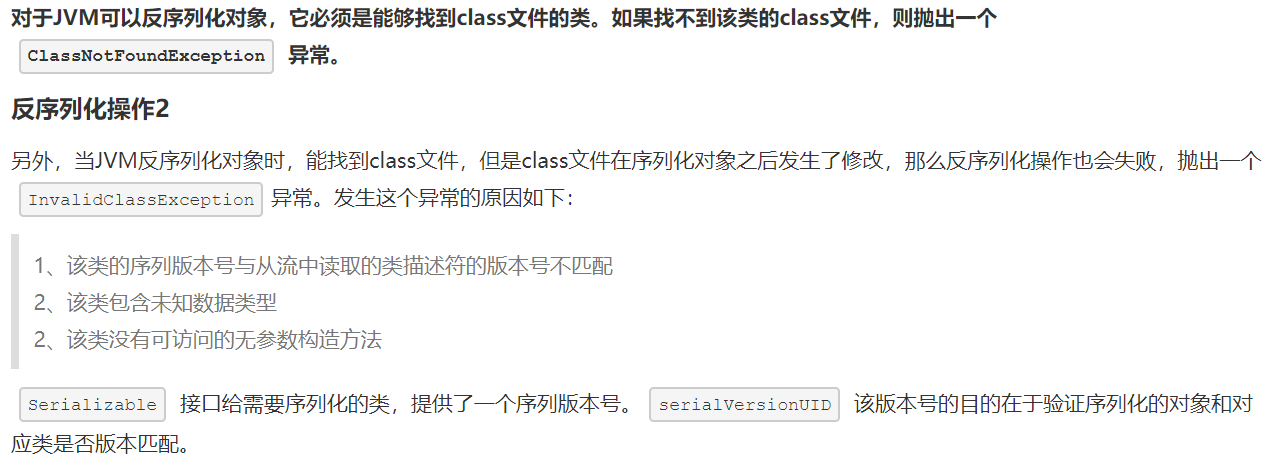 对于JVM可以反序列化对象，它必须是能够找到class文件的类。如果找不到该类的class文件，则抛出一个
ClassNotFoundException 异常。
反序列化操作2
另外，当JVM反序列化对象时，能找到class文件，但是class文件在序列化对象之后发生了修改，那么反序列化操作也会失败，抛出一个
InvalidClassException 异常。发生这个异常的原因如下：
1、该类的序列版本号与从流中读取的类描述符的版本号不匹配
2、该类包含未知数据类型
2、该类没有可访问的无参数构造方法
Serializable 接口给需要序列化的类，提供了一个序列版本号。 serialVersionUID 该版本号的目的在于验证序列化的对象和对
应类是否版本匹配。